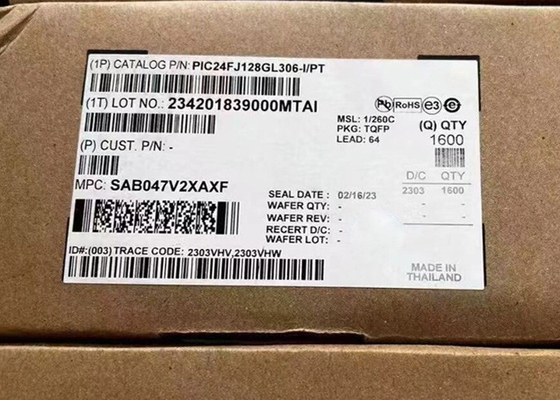 (1P) CATALOG P/N: PIC24FJ128GL306-I/PT
(1T) LOT NO.: 234201839000MTAI
Pb RoHS e3 e
MSL: 1/260C
PKG: TQFP
LEAD: 64
(Q) QTY
1600
(P) CUST. P/N: -
MPC: SAB047V2XAXF
D/C QTY
2303 1600
SEAL DATE : 02/16/23
WAFER QTY: -
WAFER REV: -
RECERT D/C: -
WAFER LOT: -
ID#:(003) TRACE CODE: 2303VHV,2303VHW
MADE IN
THAILAND